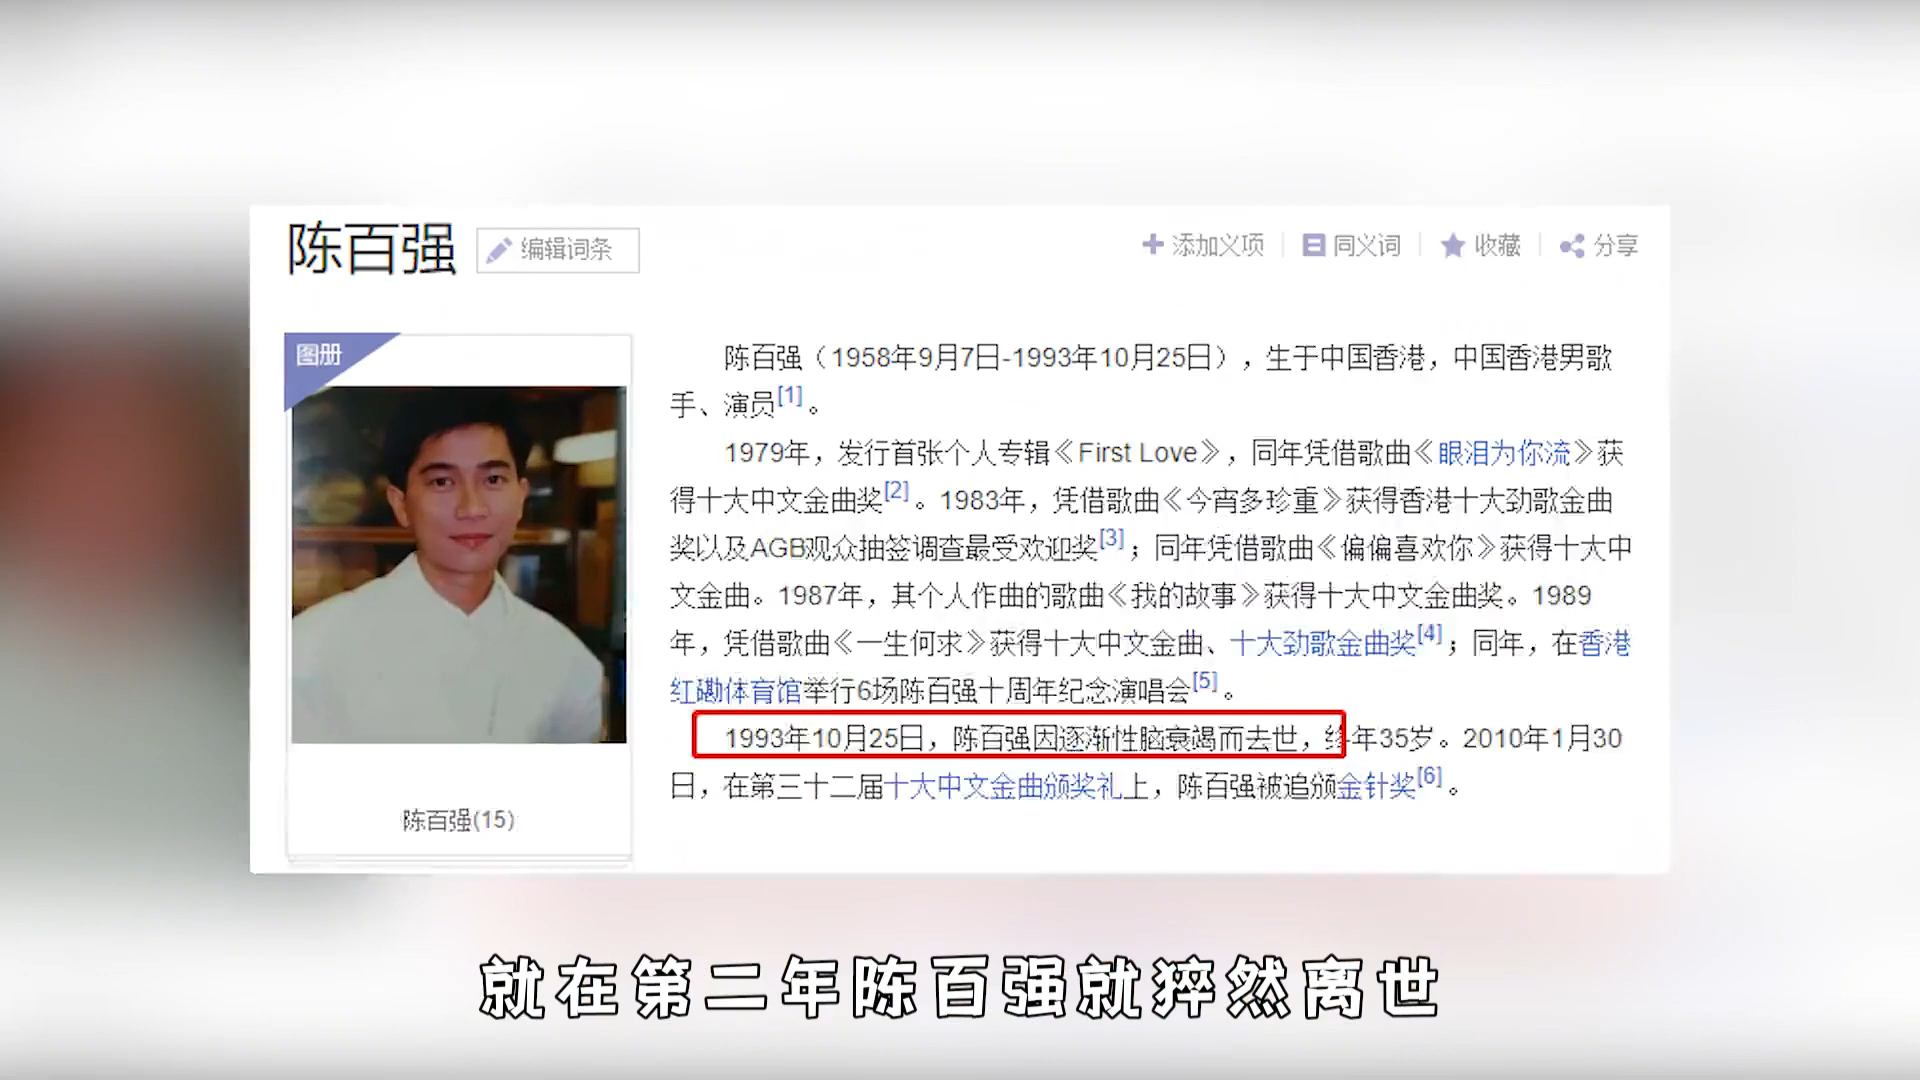 陈百强 编辑词条 添加义项 同义词 收藏 分享
图册
陈百强（1958年9月7日-1993年10月25日），生于中国香港，中国香港男歌
手、演员[1]。
1979年，发行首张个人专辑《First Love》，同年凭借歌曲《眼泪为你流》获
得十大中文金曲奖[2]。1983年，凭借歌曲《今宵多珍重》获得香港十大劲歌金曲
奖以及AGB观众抽签调查最受欢迎奖[3]；同年凭借歌曲《偏偏喜欢你》获得十大中
文金曲。1987年，其个人作曲的歌曲《我的故事》获得十大中文金曲奖。1989
年，凭借歌曲《一生何求》获得十大中文金曲、十大劲歌金曲奖[4]；同年，在香港
红磡体育馆举行6场陈百强十周年纪念演唱会[5]。
1993年10月25日，陈百强因逐渐性脑衰竭而去世，终年35岁。2010年1月30
日，在第三十二届十大中文金曲颁奖礼上，陈百强被追颁金针奖[6]。
陈百强(15)
就在第二年陈百强就猝然离世